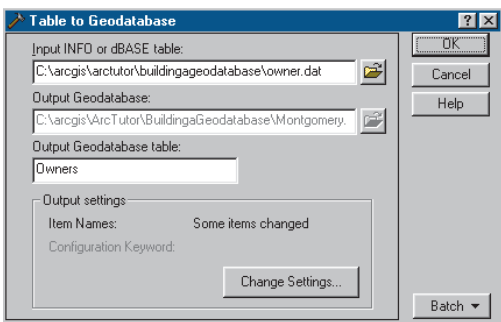 Table to Geodatabase
Input INFO or dBASE table:
C:\arcgis\arctutor\buildingageodatabase\owner.dat
Output Geodatabase:
C:\arcgis\ArcTutor\BuildingaGeodatabase\Montgomery.
Output Geodatabase table:
Owners
Output settings
Item Names: Some items changed
Configuration Keyword:
Change Settings...
OK
Cancel
Help
Batch